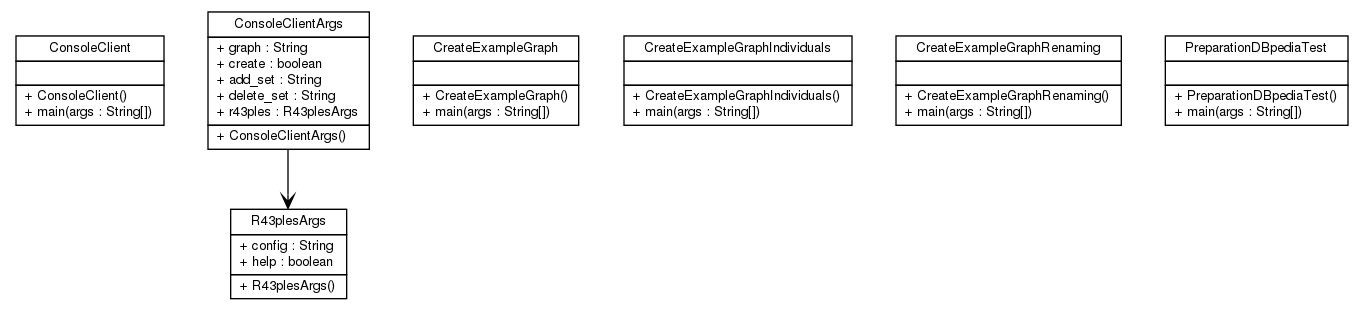 ConsoleClient
+ ConsoleClient()
+ main(args : String[])
ConsoleClientArgs
+ graph : String
+ create : boolean
+ add_set : String
+ delete_set : String
+ r43ples : R43plesArgs
+ ConsoleClientArgs()
CreateExampleGraph
+ CreateExampleGraph()
+ main(args : String[])
CreateExampleGraphIndividuals
+ CreateExampleGraphIndividuals()
+ main(args : String[])
CreateExampleGraphRenaming
+ CreateExampleGraphRenaming()
+ main(args : String[])
PreparationDBpediaTest
+ PreparationDBpediaTest()
+ main(args : String[])
R43plesArgs
+ config : String
+ help : boolean
+ R43plesArgs()